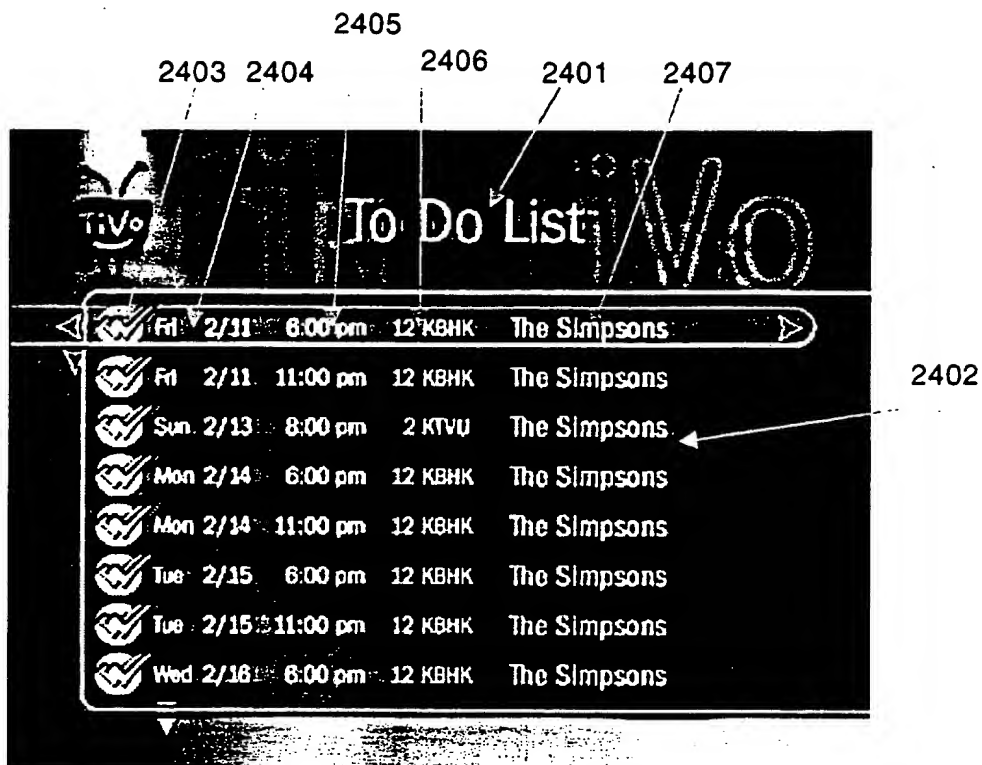 2405
2403 2404 2406 2401 2407
TiVo To Do List iVo
Fri 2/11 6:00 pm 12 KBHK The Simpsons
Fri 2/11 11:00 pm 12 KBHK The Simpsons
2402
Sun 2/13 8:00 pm 2 KTVU The Simpsons
Mon 2/14 6:00 pm 12 KBHK The Simpsons
Mon 2/14 11:00 pm 12 KBHK The Simpsons
Tue 2/15 6:00 pm 12 KBHK The Simpsons
Tue 2/15 11:00 pm 12 KBHK The Simpsons
Wed 2/16 6:00 pm 12 KBHK The Simpsons